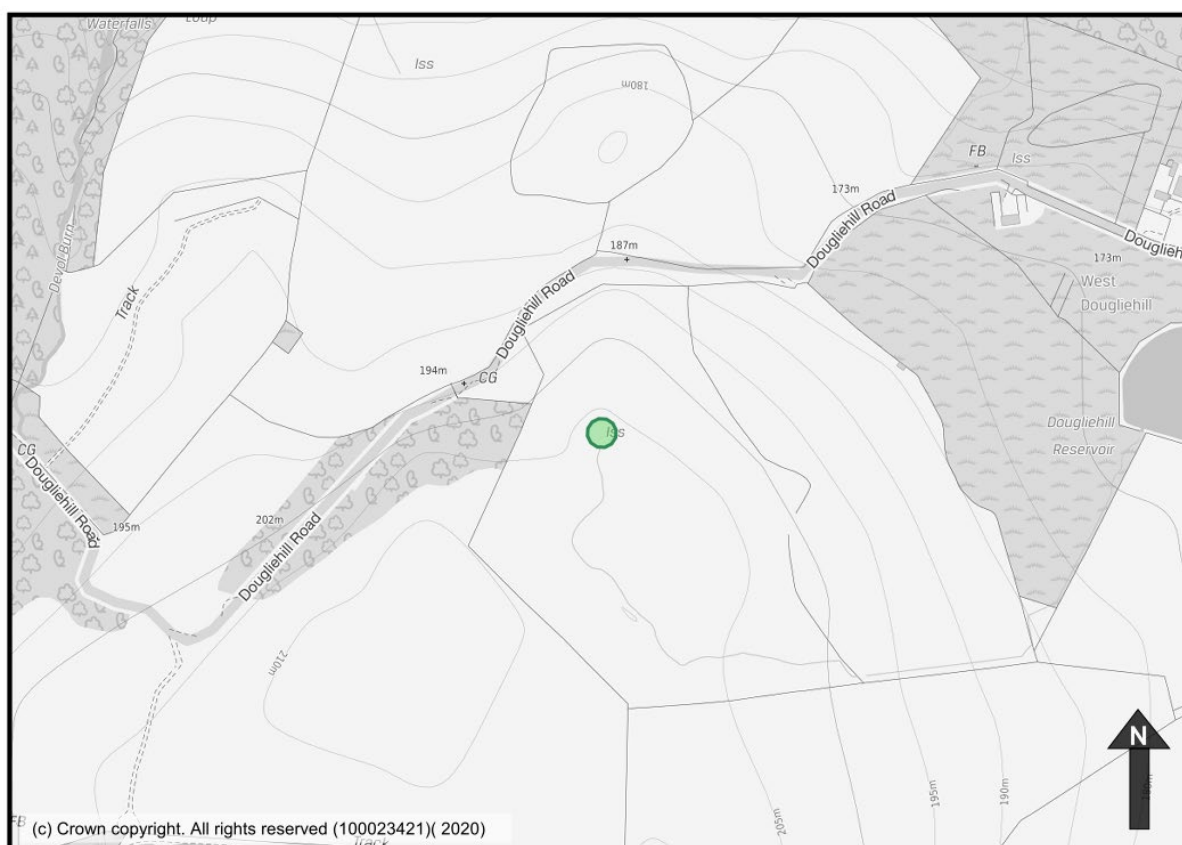 Waterfalls
Loup
Iss
180m
FB
Iss
173m
Dougliehill Road
Dougliehill
187m
173m
West
Dougliehill
Devol Burn
Track
Dougliehill Road
194m
CG
Iss
Dougliehill
Reservoir
CG
Dougliehill Road
195m
202m
Dougliehill Road
210m
N
195m
190m
180m
205m
FB
(c) Crown copyright. All rights reserved (100023421)( 2020)
Track